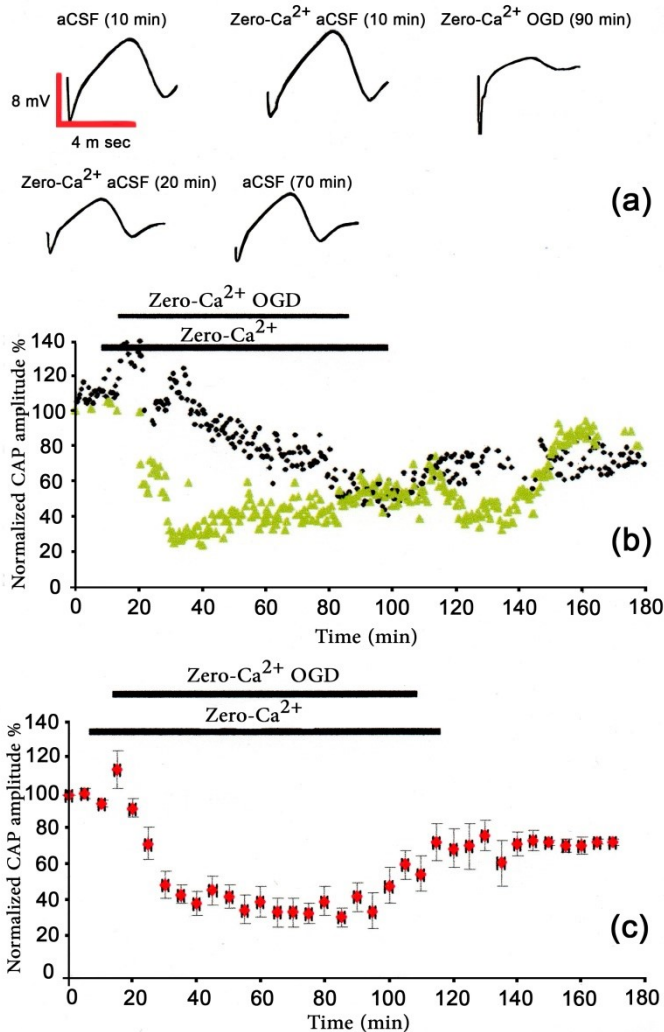 aCSF (10 min)
Zero-Ca²⁺ aCSF (10 min)
Zero-Ca²⁺ OGD (90 min)
8 mV
4 m sec
Zero-Ca²⁺ aCSF (20 min)
aCSF (70 min)
(a)
Zero-Ca²⁺ OGD
Zero-Ca²⁺
Normalized CAP amplitude %
140
120
100
80
60
40
20
0
0 20 40 60 80 100 120 140 160 180
Time (min)
(b)
Zero-Ca²⁺ OGD
Zero-Ca²⁺
Normalized CAP amplitude %
140
120
100
80
60
40
20
0
0 20 40 60 80 100 120 140 160 180
Time (min)
(c)